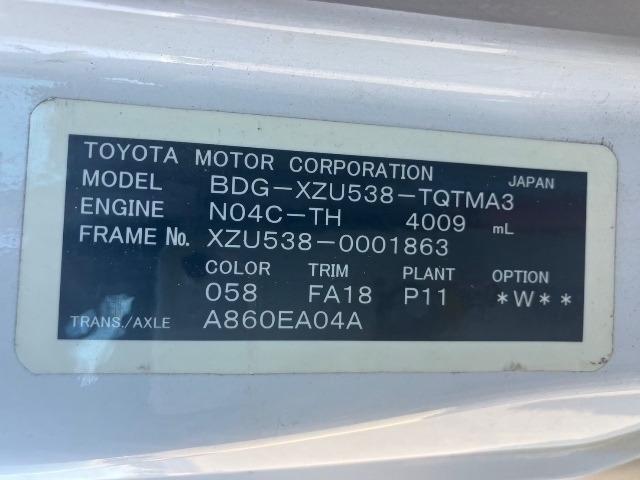 TOYOTA MOTOR CORPORATION JAPAN
MODEL BDG-XZU538-TQTMA3
ENGINE N04C-TH 4009 mL
FRAME No. XZU538-0001863
COLOR TRIM PLANT OPTION
058 FA18 P11 *W**
TRANS./AXLE A860EA04A